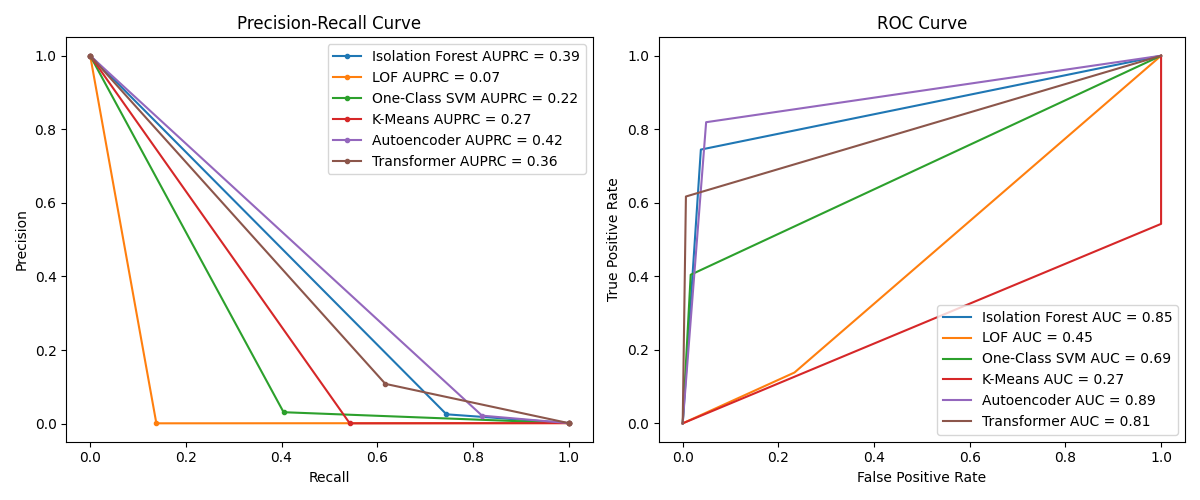 Precision-Recall Curve
Precision
1.0
0.8
0.6
0.4
0.2
0.0
Isolation Forest AUPRC = 0.39
LOF AUPRC = 0.07
One-Class SVM AUPRC = 0.22
K-Means AUPRC = 0.27
Autoencoder AUPRC = 0.42
Transformer AUPRC = 0.36
0.0 0.2 0.4 0.6 0.8 1.0
Recall
ROC Curve
True Positive Rate
1.0
0.8
0.6
0.4
0.2
0.0
Isolation Forest AUC = 0.85
LOF AUC = 0.45
One-Class SVM AUC = 0.69
K-Means AUC = 0.27
Autoencoder AUC = 0.89
Transformer AUC = 0.81
0.0 0.2 0.4 0.6 0.8 1.0
False Positive Rate